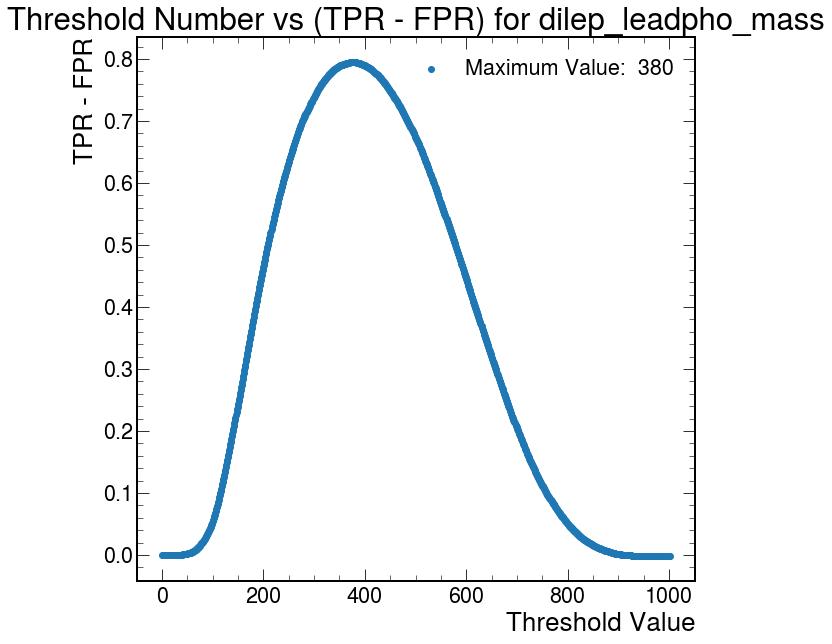 Threshold Number vs (TPR - FPR) for dilep_leadpho_mass
TPR - FPR
Maximum Value:  380
0.8
0.7
0.6
0.5
0.4
0.3
0.2
0.1
0.0
0 200 400 600 800 1000
Threshold Value